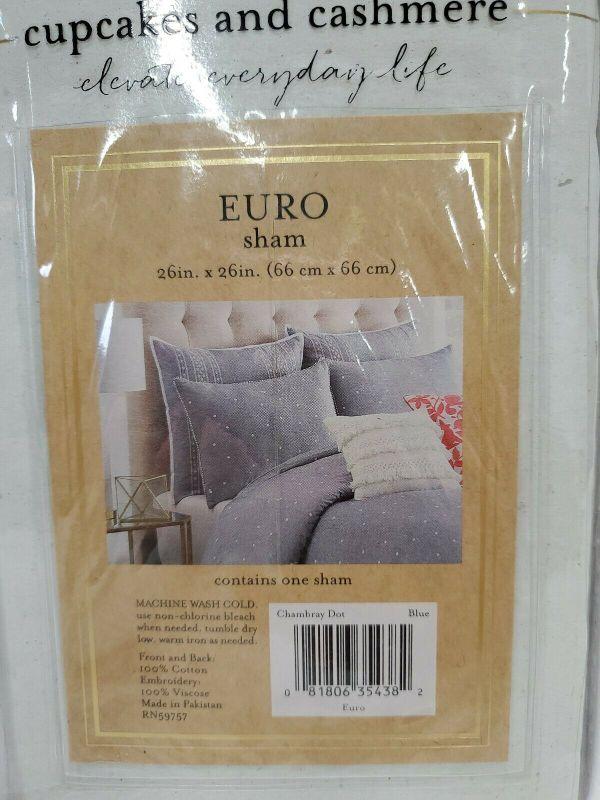 cupcakes and cashmere
elevate everyday life
EURO
sham
26in. x 26in. (66 cm x 66 cm)
contains one sham
MACHINE WASH COLD.
use non-chlorine bleach
when needed. tumble dry
low. warm iron as needed.
Front and Back:
100% Cotton
Embroidery:
100% Viscose
Made in Pakistan
RN59757
Chambray Dot Blue
0 81806 35438 2
Euro